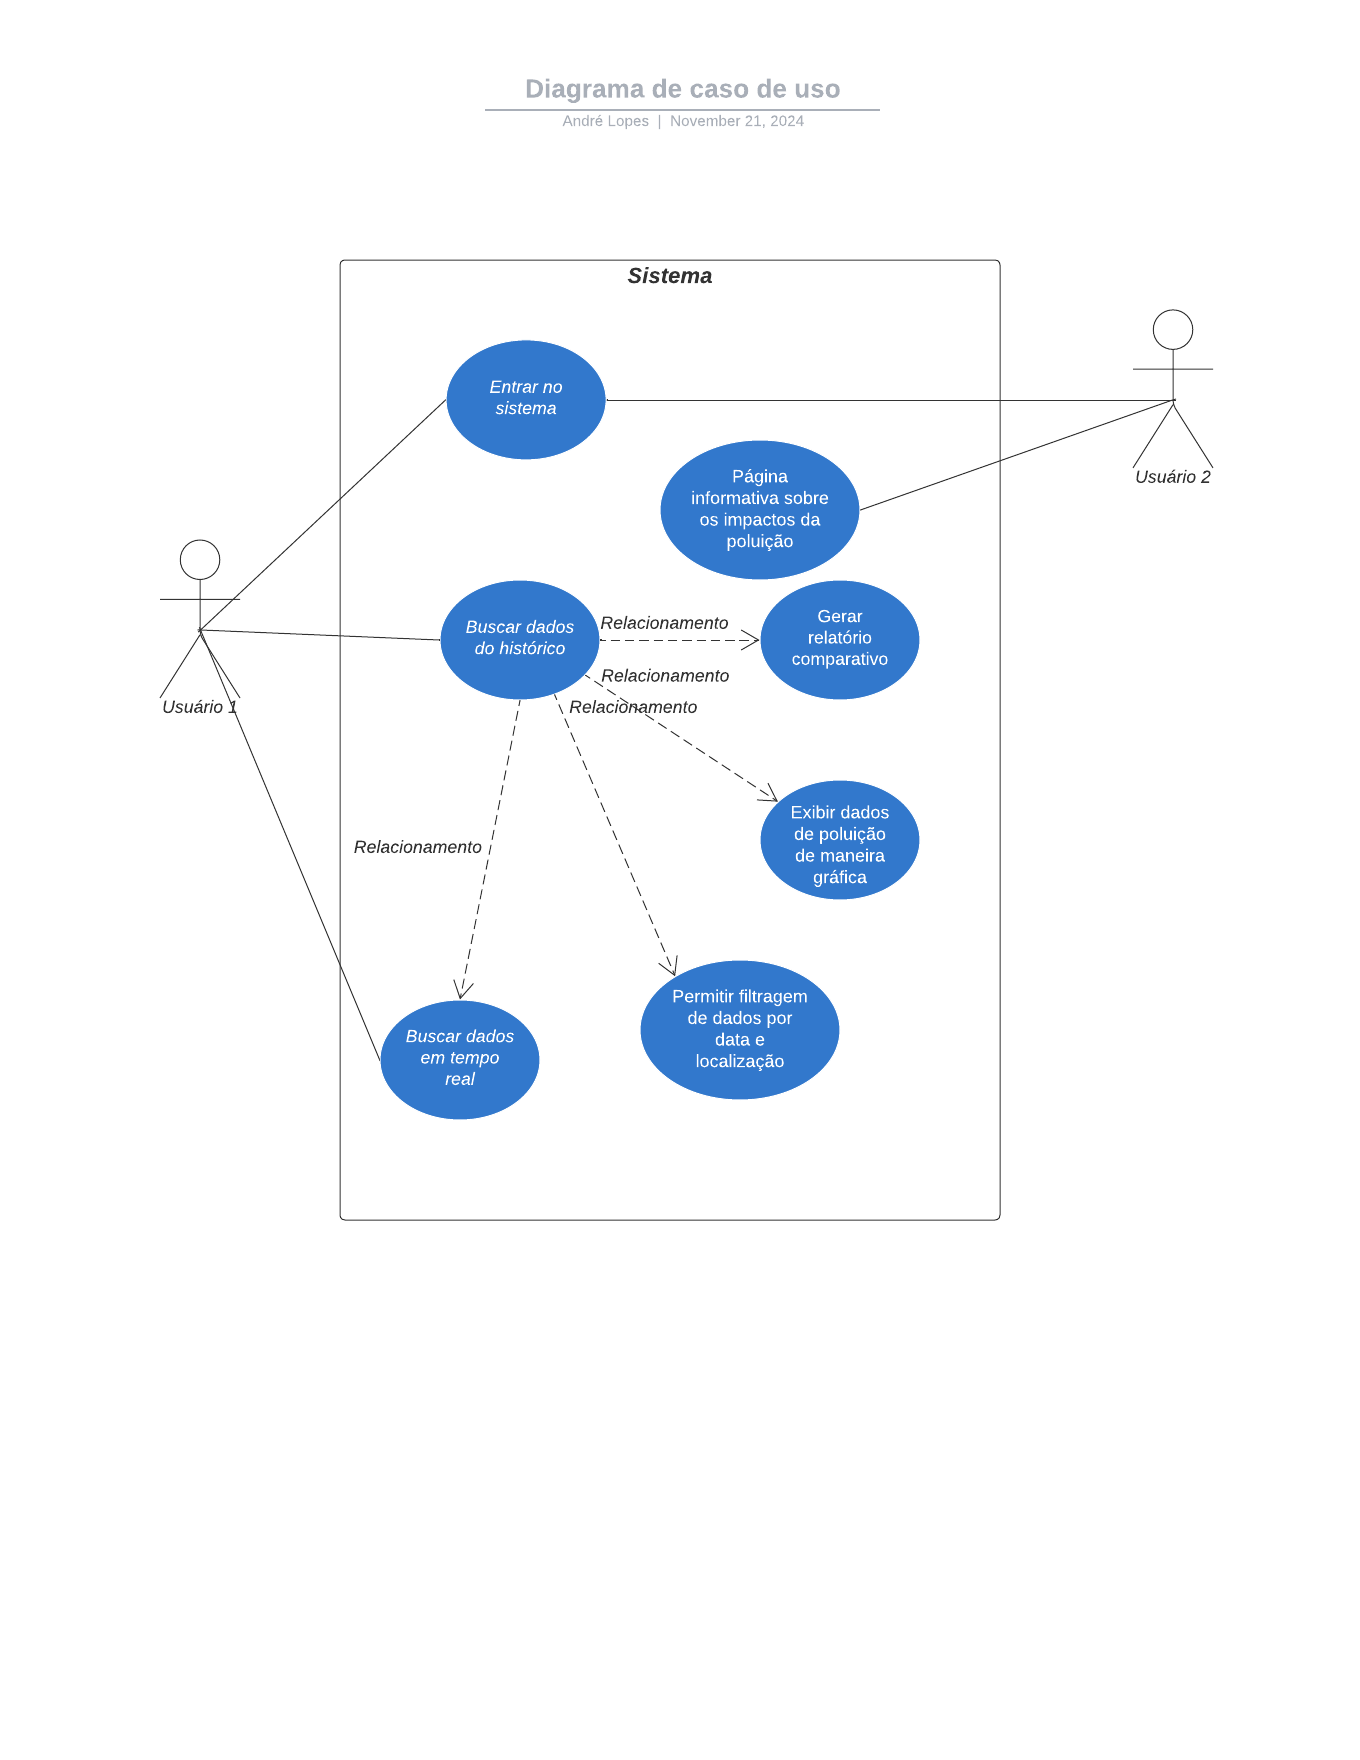 Diagrama de caso de uso
André Lopes | November 21, 2024
Sistema
Entrar no
sistema
Usuário 2
Página
informativa sobre
os impactos da
poluição
Buscar dados
do histórico
Relacionamento
Gerar
relatório
comparativo
Relacionamento
Relacionamento
Usuário 1
Exibir dados
de poluição
de maneira
gráfica
Relacionamento
Permitir filtragem
de dados por
data e
localização
Buscar dados
em tempo
real